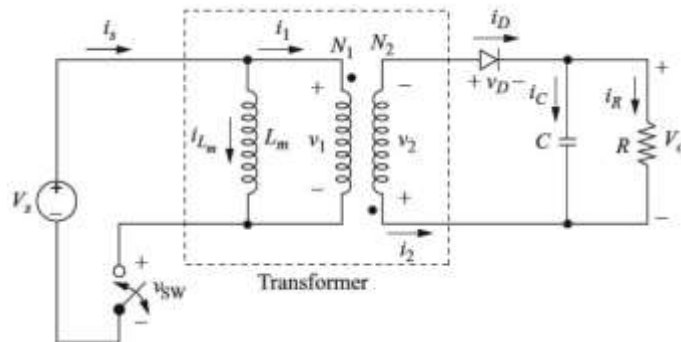 i_s
i_1
N_1
N_2
i_D
+
+ v_D −
+
−
i_C
i_R
i_{L_m}
L_m
v_1
v_2
C
R
V_o
V_s
+
−
−
+
−
i_2
+
v_SW
−
Transformer